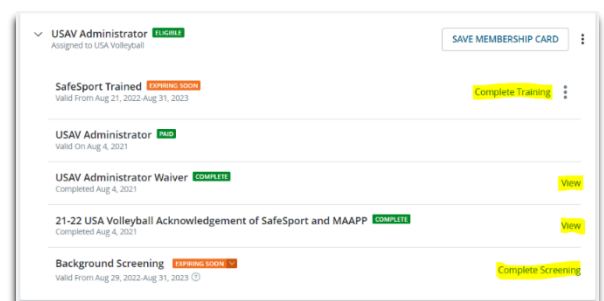 USAV Administrator ELIGIBLE
Assigned to USA Volleyball
SAVE MEMBERSHIP CARD
SafeSport Trained EXPIRING SOON
Valid From Aug 21, 2022-Aug 31, 2023
Complete Training
USAV Administrator PAID
Valid On Aug 4, 2021
USAV Administrator Waiver COMPLETE
Completed Aug 4, 2021
View
21-22 USA Volleyball Acknowledgement of SafeSport and MAAPP COMPLETE
Completed Aug 4, 2021
View
Background Screening EXPIRING SOON
Valid From Aug 29, 2022-Aug 31, 2023 ?
Complete Screening